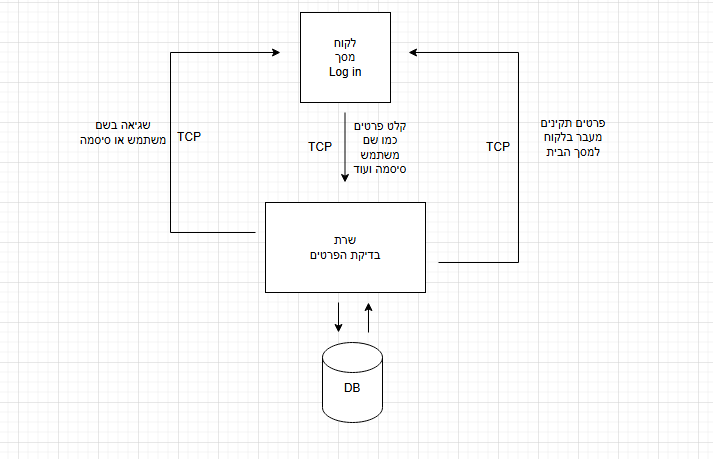 לקוח
מסך
Log in
שגיאה בשם
משתמש או סיסמה
TCP
TCP
קלט פרטים
כמו שם
משתמש
סיסמה ועוד
TCP
פרטים תקינים
מעבר בלקוח
למסך הבית
שרת
בדיקת הפרטים
DB